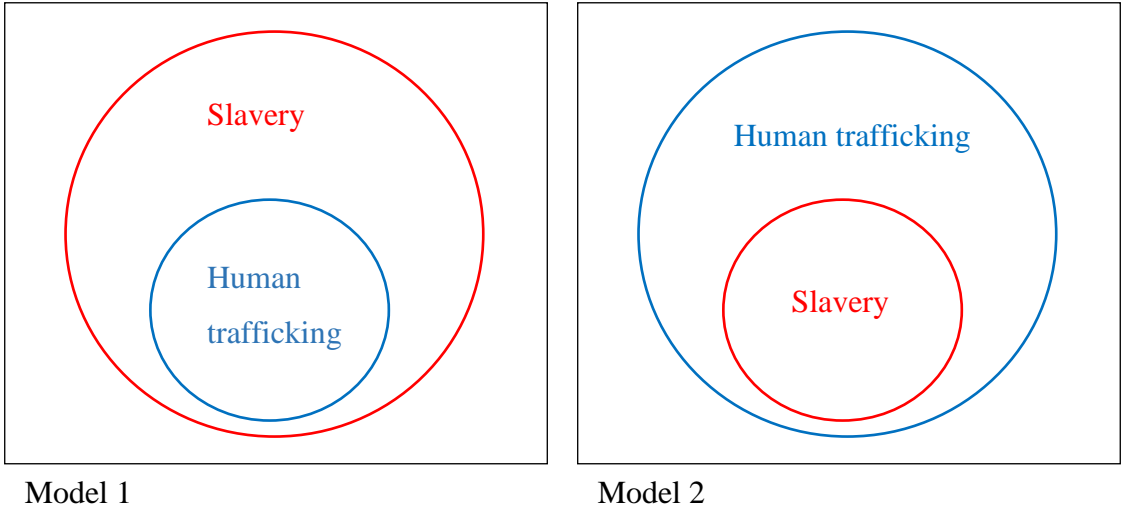 Slavery
Human
trafficking
Model 1
Human trafficking
Slavery
Model 2